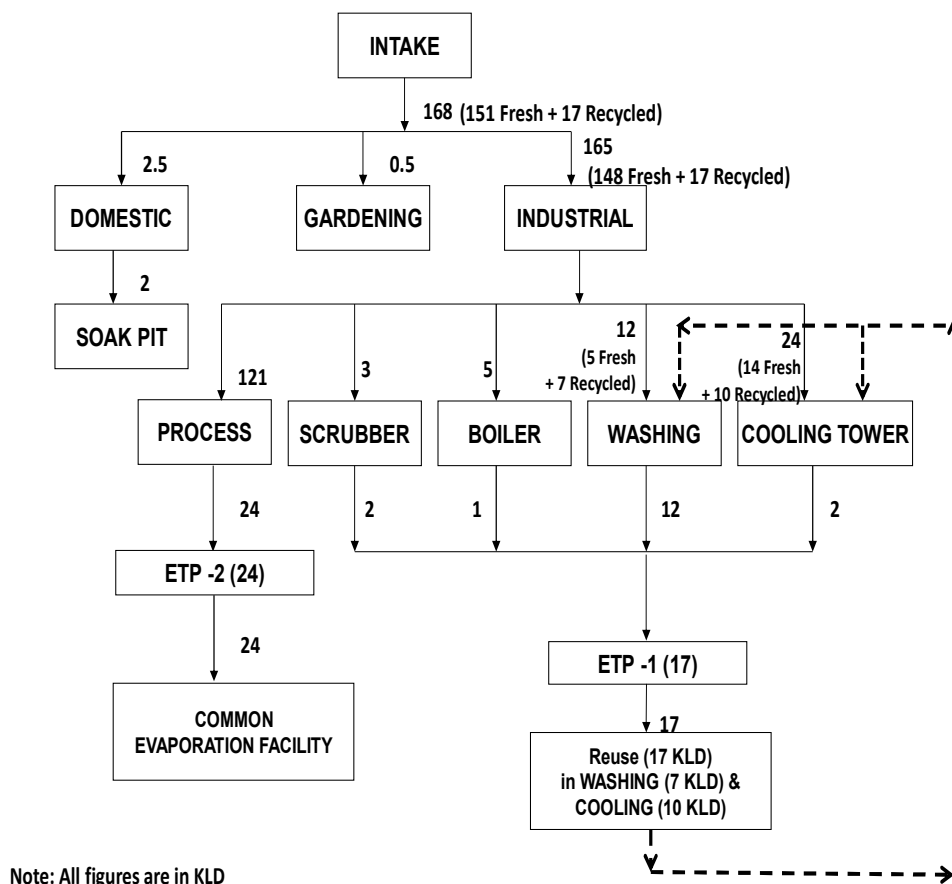 INTAKE
168 (151 Fresh + 17 Recycled)
2.5
0.5
165
(148 Fresh + 17 Recycled)
DOMESTIC
GARDENING
INDUSTRIAL
2
SOAK PIT
121
3
5
12
(5 Fresh
+ 7 Recycled)
24
(14 Fresh
+ 10 Recycled)
PROCESS
SCRUBBER
BOILER
WASHING
COOLING TOWER
24
2
1
12
2
ETP -2 (24)
24
COMMON
EVAPORATION FACILITY
ETP -1 (17)
17
Reuse (17 KLD)
in WASHING (7 KLD) &
COOLING (10 KLD)
Note: All figures are in KLD